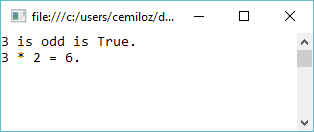 file:///c:/users/cemiloz/d...
3 is odd is True.
3 * 2 = 6.